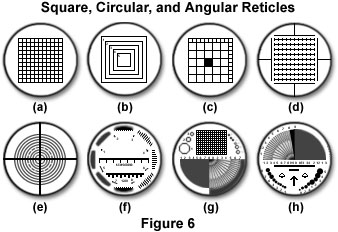 Square, Circular, and Angular Reticles
(a) (b) (c) (d)
(e) (f) (g) (h)
Figure 6